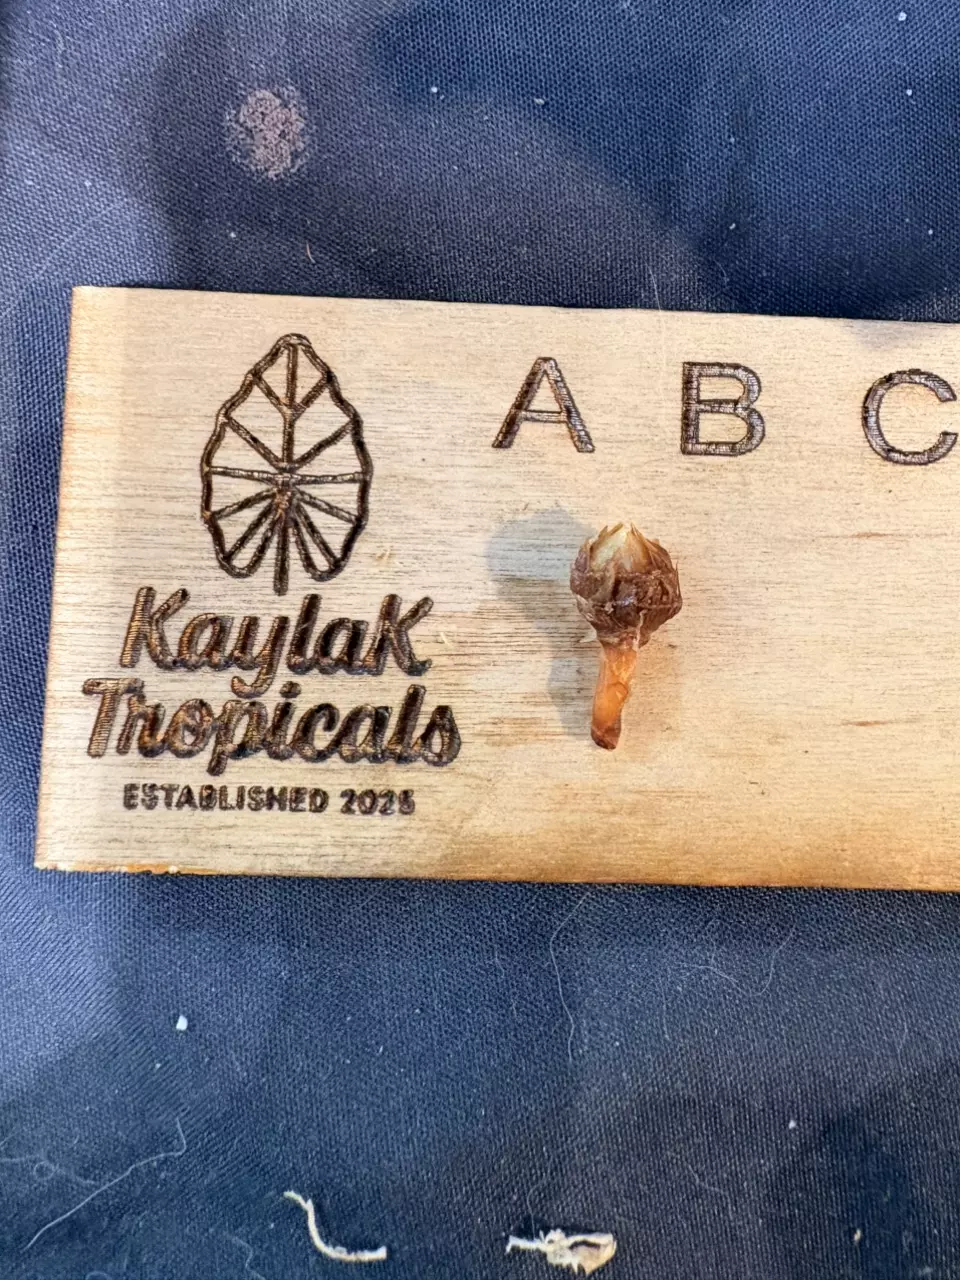 A B C
KaylaK
Tropicals
ESTABLISHED 2025